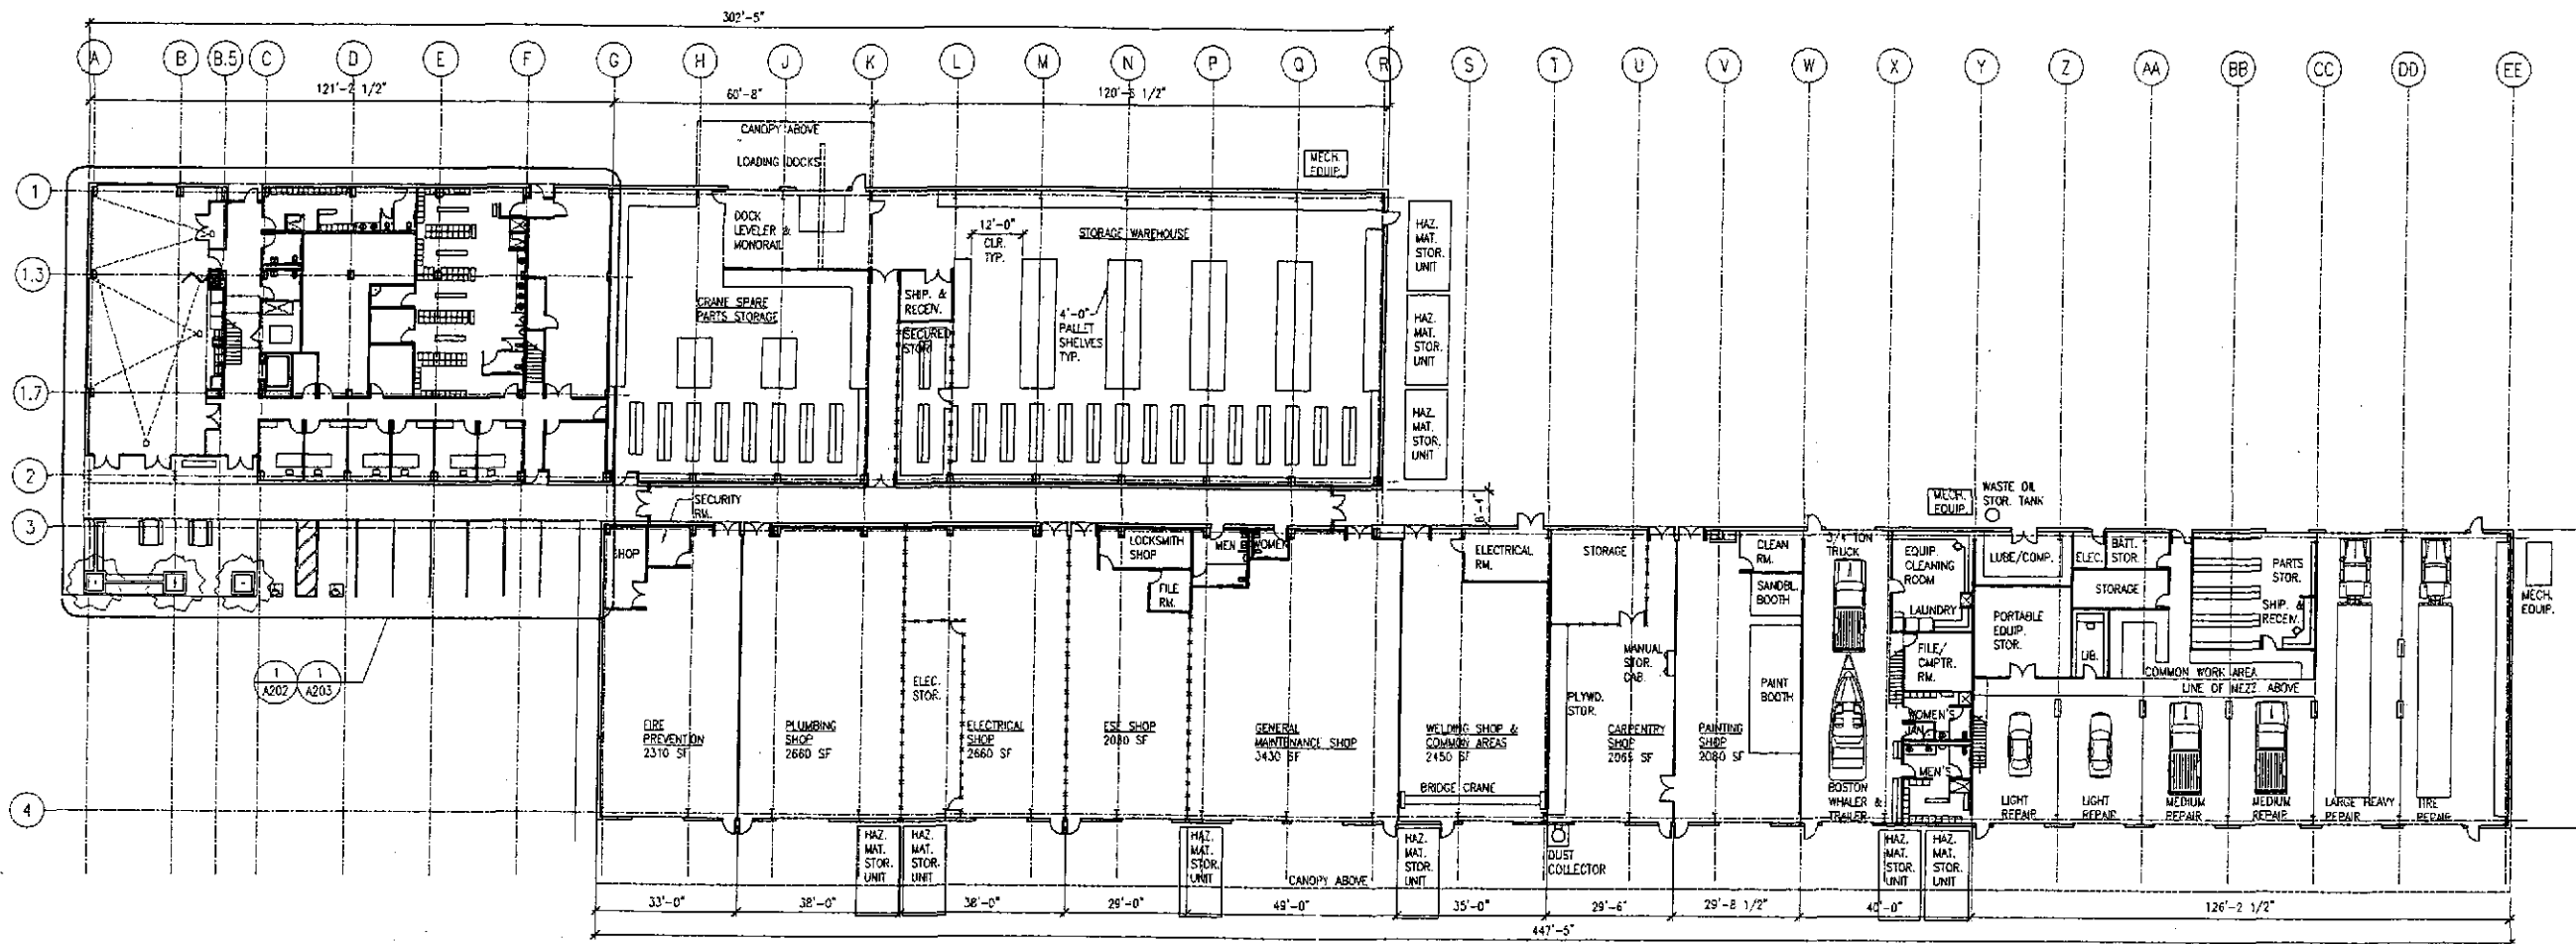 302'-5"
A
B
B.5
C
D
E
F
G
H
J
K
L
M
N
P
Q
R
S
T
U
V
W
X
Y
Z
AA
BB
CC
DD
EE
121'-2 1/2"
60'-8"
CANOPY ABOVE
LOADING DOCKS
MECH.
EQUIP.
1
1.3
1.7
2
3
4
DOCK
LEVELER &
MONORAIL
12'-0"
CLR.
TYP.
STORAGE WAREHOUSE
HAZ.
MAT.
STOR.
UNIT
HAZ.
MAT.
STOR.
UNIT
HAZ.
MAT.
STOR.
UNIT
CRANE SPARE
PARTS STORAGE
SHIP. &
RECEIV.
SECURED
STOR.
4'-0"
PALLET
SHELVES
TYP.
SECURITY
RM.
8'-4"
MECH.
EQUIP.
WASTE OIL
STOR. TANK
SHOP
LOCKSMITH
SHOP
FILE
RM.
MEN
WOMEN
ELECTRICAL
RM.
STORAGE
CLEAN
RM.
SANDBL.
BOOTH
3/4 TON
TRUCK
EQUIP.
CLEANING
ROOM
LAUNDRY
LUBE/COMP.
ELEC.
BATT.
STOR.
STORAGE
PARTS
STOR.
SHIP. &
RECEIV.
MECH.
EQUIP.
PORTABLE
EQUIP.
STOR.
LIB.
FILE/
CMPTR.
RM.
COMMON WORK AREA
LINE OF MEZZ. ABOVE
1
A202
1
A203
ELEC.
STOR.
MANUAL
STOR.
CAB.
PLYWD.
STOR.
PAINT
BOOTH
WOMEN'S
JAN.
MEN'S
FIRE
PREVENTION
2310 SF
PLUMBING
SHOP
2660 SF
ELECTRICAL
SHOP
2660 SF
ESE SHOP
2030 SF
GENERAL
MAINTENANCE SHOP
3430 SF
WELDING SHOP &
COMMON AREAS
2450 SF
CARPENTRY
SHOP
2065 SF
PAINTING
SHOP
2080 SF
BRIDGE CRANE
BOSTON
WHALER &
TRAILER
LIGHT
REPAIR
LIGHT
REPAIR
MEDIUM
REPAIR
MEDIUM
REPAIR
LARGE HEAVY
REPAIR
TIRE
REPAIR
HAZ.
MAT.
STOR.
UNIT
HAZ.
MAT.
STOR.
UNIT
HAZ.
MAT.
STOR.
UNIT
HAZ.
MAT.
STOR.
UNIT
DUST
COLLECTOR
HAZ.
MAT.
STOR.
UNIT
HAZ.
MAT.
STOR.
UNIT
CANOPY ABOVE
33'-0"
38'-0"
38'-0"
29'-0"
49'-0"
35'-0"
29'-6"
29'-8 1/2"
40'-0"
126'-2 1/2"
447'-5"